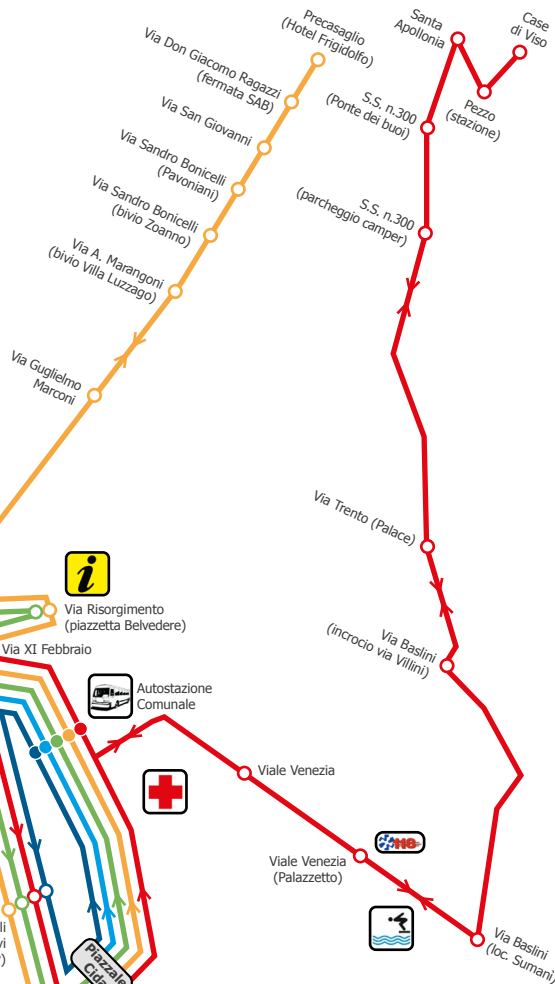 Precasaglio
(Hotel Frigidolfo)
Via Don Giacomo Ragazzi
(fermata SAB)
Via San Giovanni
Via Sandro Bonicelli
(Pavoniani)
Via Sandro Bonicelli
(bivio Zoanno)
Via A. Marangoni
(bivio Villa Luzzago)
Via Guglielmo
Marconi
Santa
Apollonia
Case
di Viso
Pezzo
(stazione)
S.S. n.300
(Ponte dei buoi)
S.S. n.300
(parcheggio camper)
Via Trento (Palace)
Via Baslini
(incrocio via Villini)
i
Via Risorgimento
(piazzetta Belvedere)
Via XI Febbraio
Autostazione
Comunale
Viale Venezia
Viale Venezia
(Palazzetto)
Via Baslini
(loc. Sumani)
Piazzale